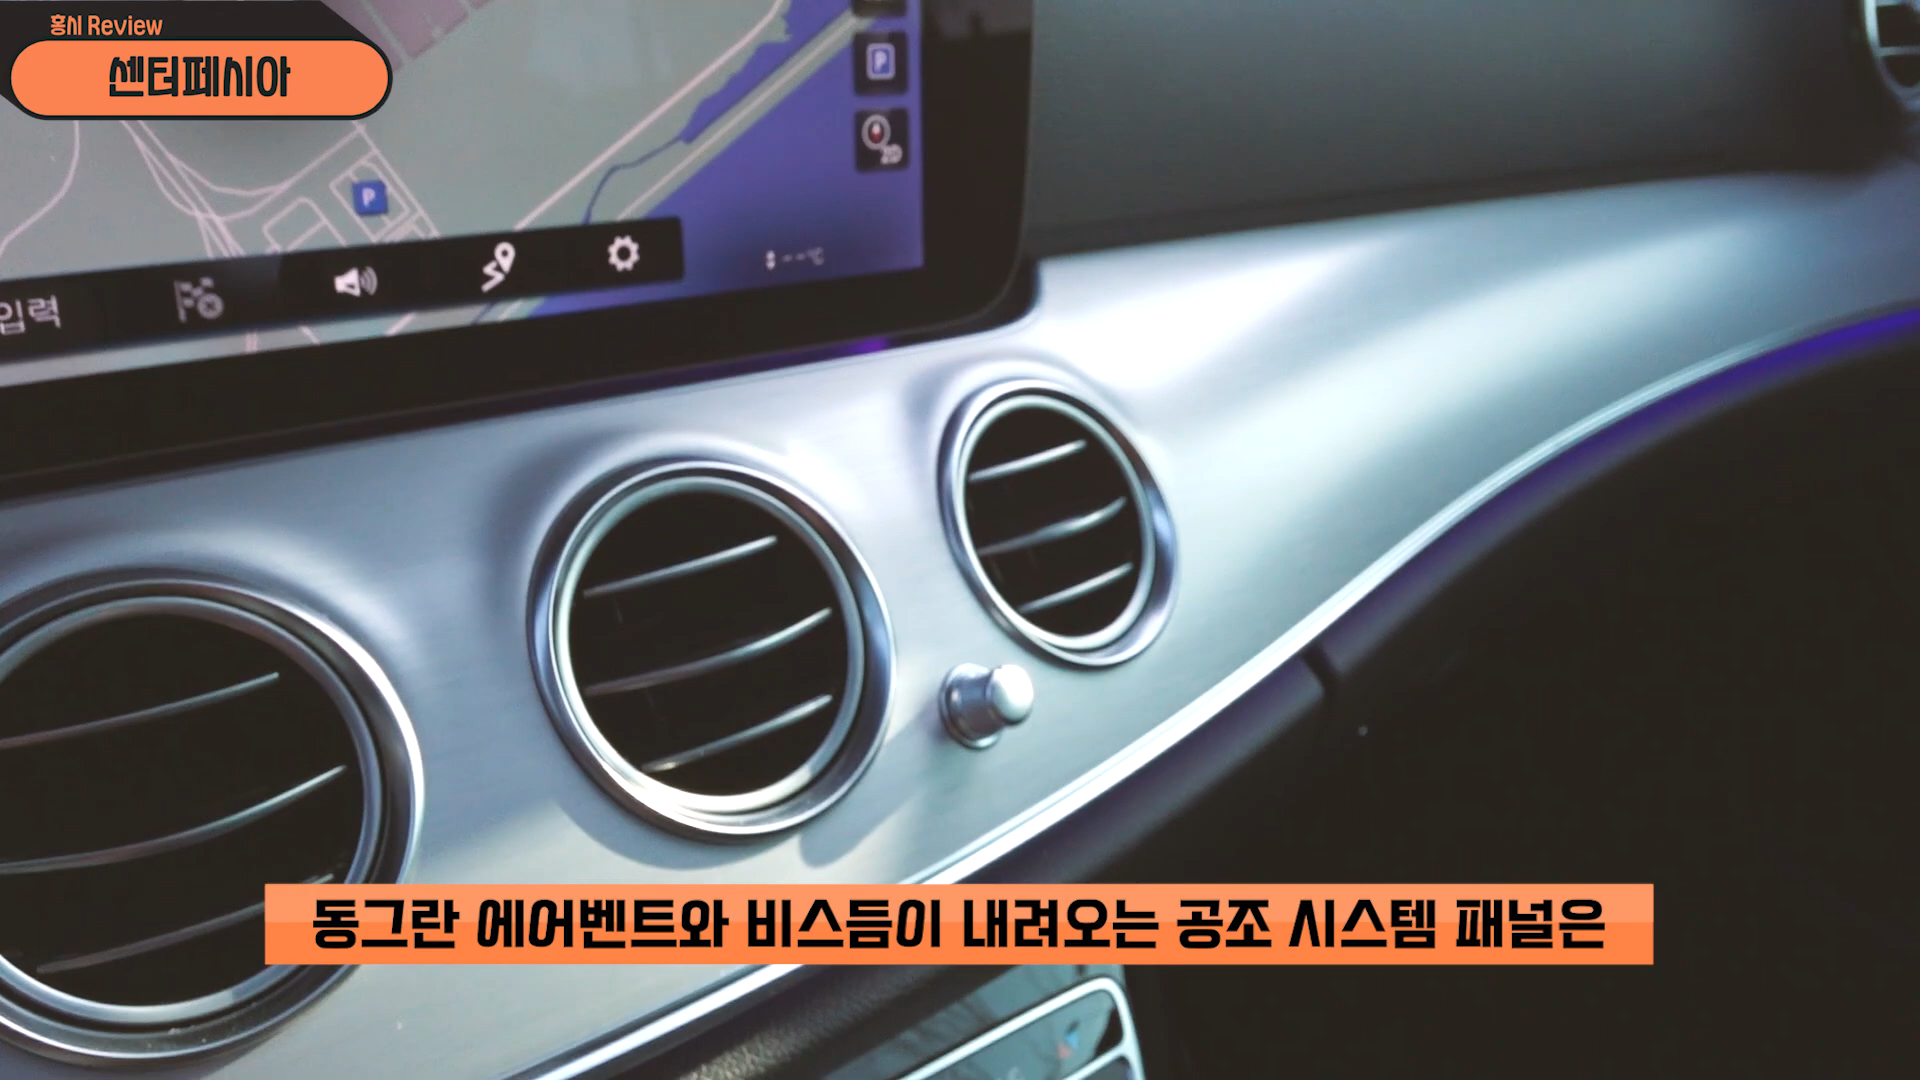 홍시 Review
센터페시아
P
2D
P
입력
--°C
동그란 에어벤트와 비스듬이 내려오는 공조 시스템 패널은